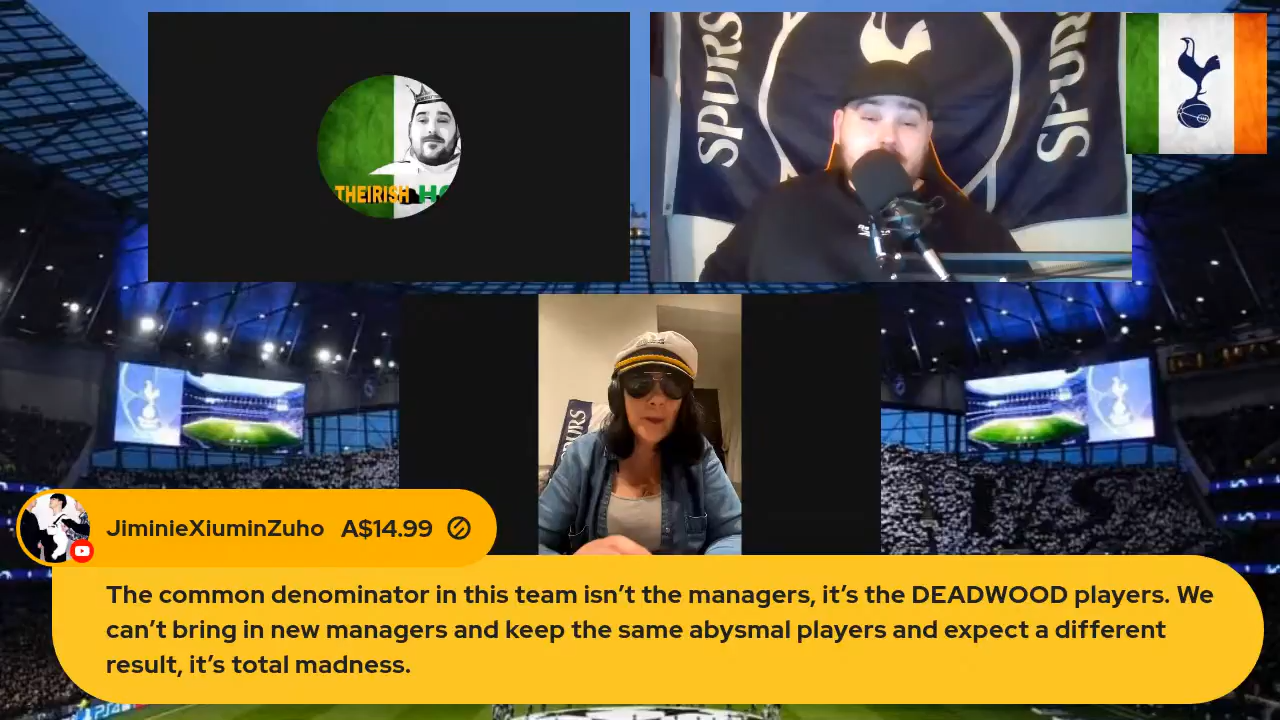 SPURS
SPURS
THEIRISH
SPURS
JiminieXiuminZuho A$14.99
The common denominator in this team isn't the managers, it's the DEADWOOD players. We
can't bring in new managers and keep the same abysmal players and expect a different
result, it's total madness.